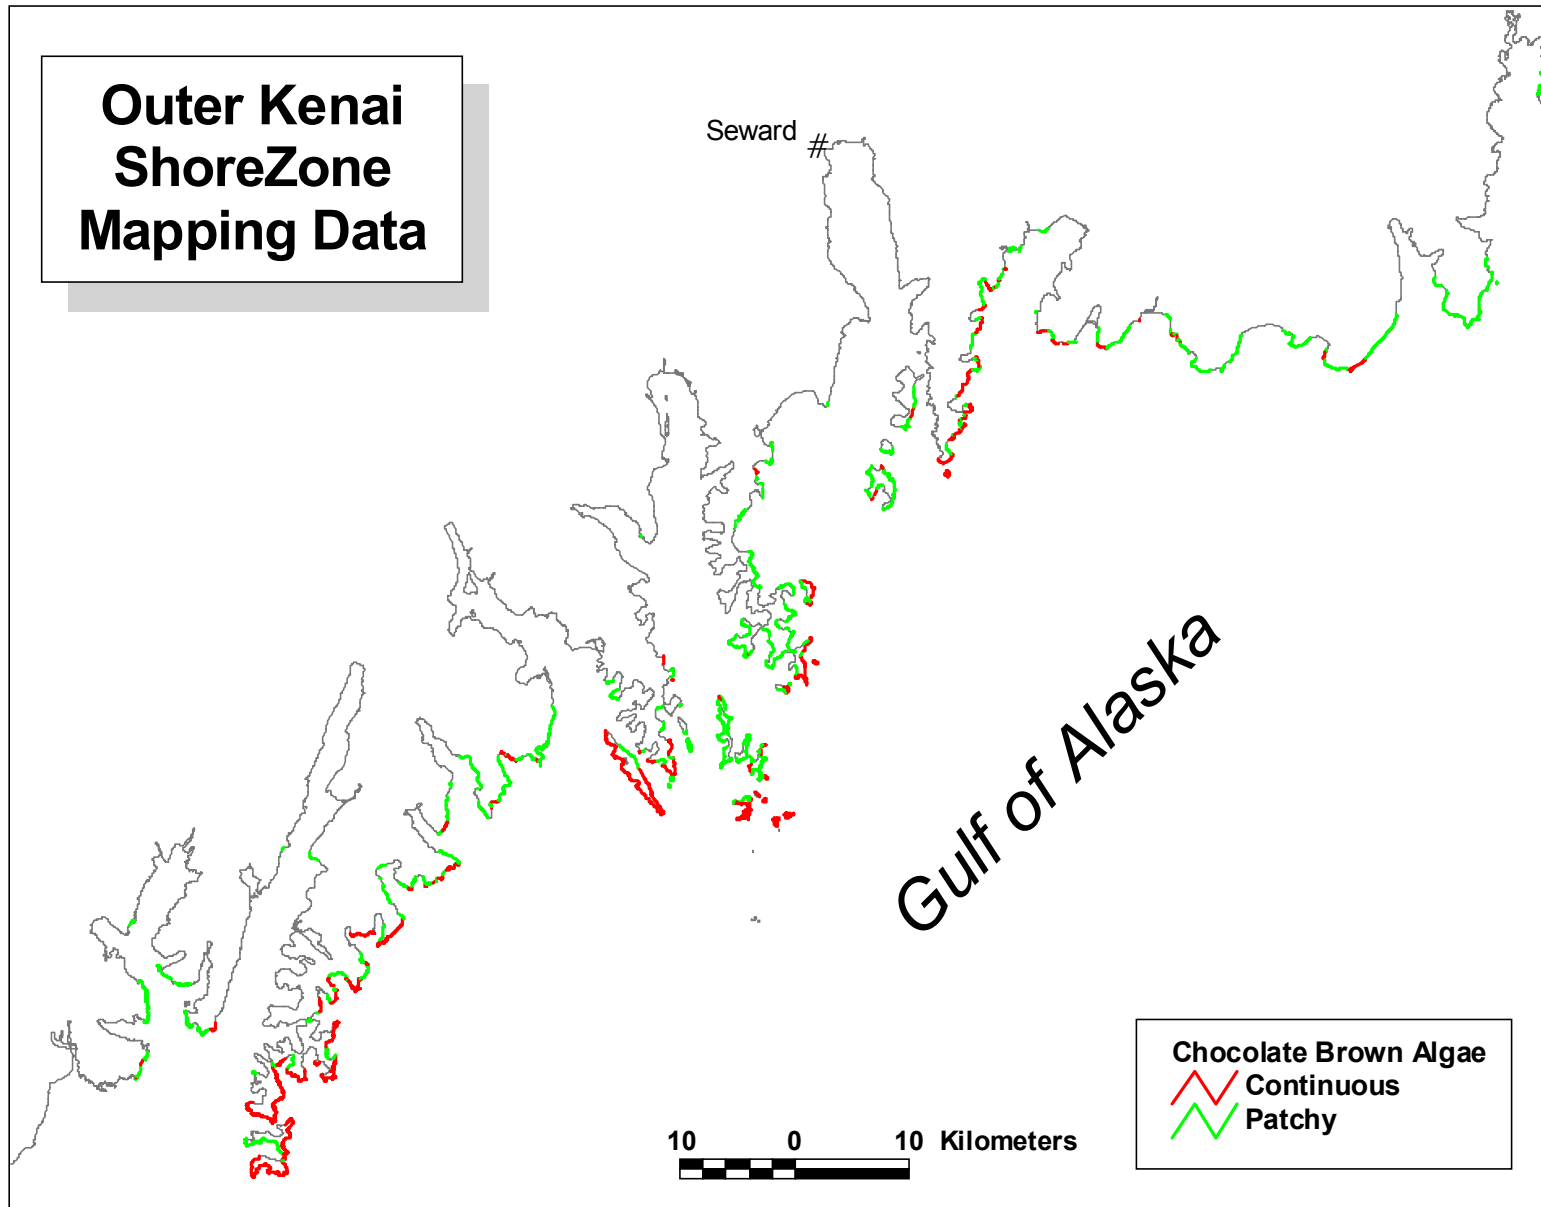 Outer Kenai
ShoreZone
Mapping Data
Seward #
Gulf of Alaska
Chocolate Brown Algae
Continuous
Patchy
10 0 10 Kilometers